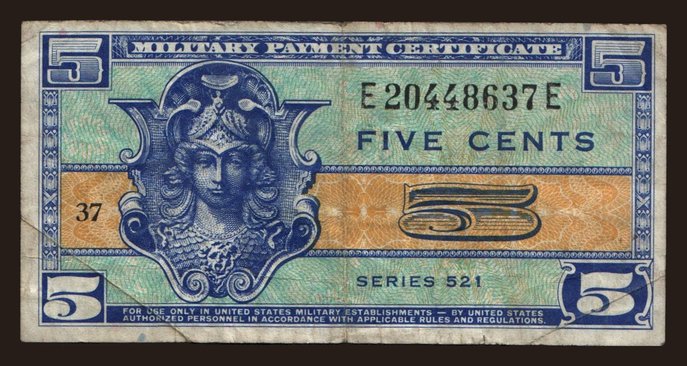 5 MILITARY PAYMENT CERTIFICATE 5
E20448637E
FIVE CENTS
37 5
SERIES 521
5 5
FOR USE ONLY IN UNITED STATES MILITARY ESTABLISHMENTS — BY UNITED STATES
AUTHORIZED PERSONNEL IN ACCORDANCE WITH APPLICABLE RULES AND REGULATIONS.